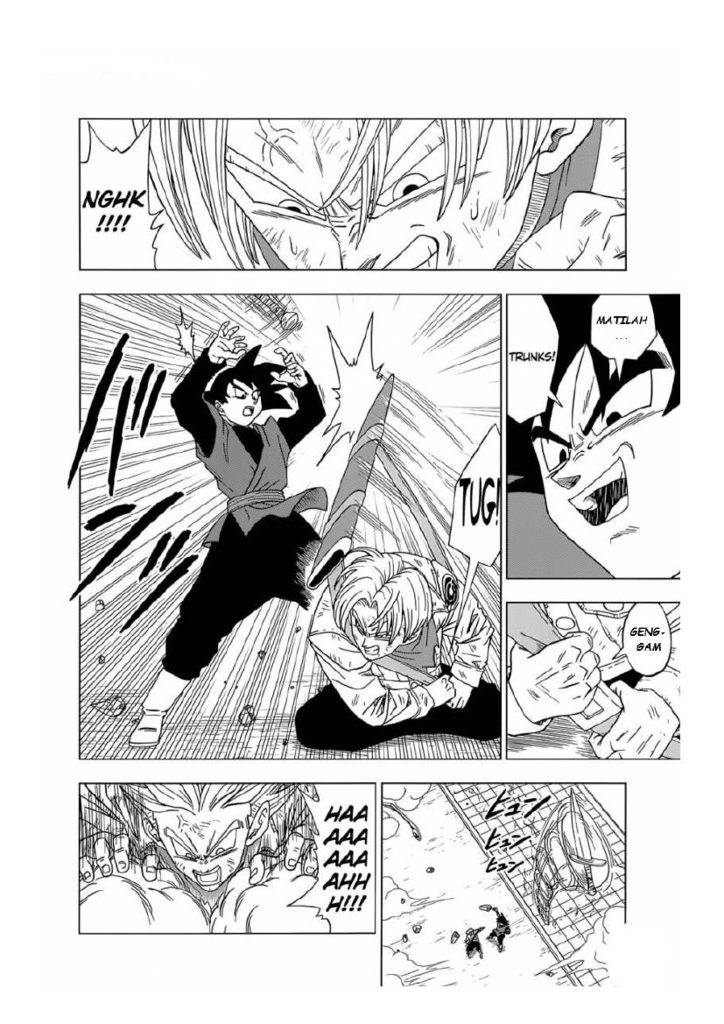 NGHK
!!!!
MATILAH
...
TRUNKS!
GENG-
GAM
TUG!
ヒュン
ヒュン
ヒュン
HAA
AAA
AAA
AHH
H!!!